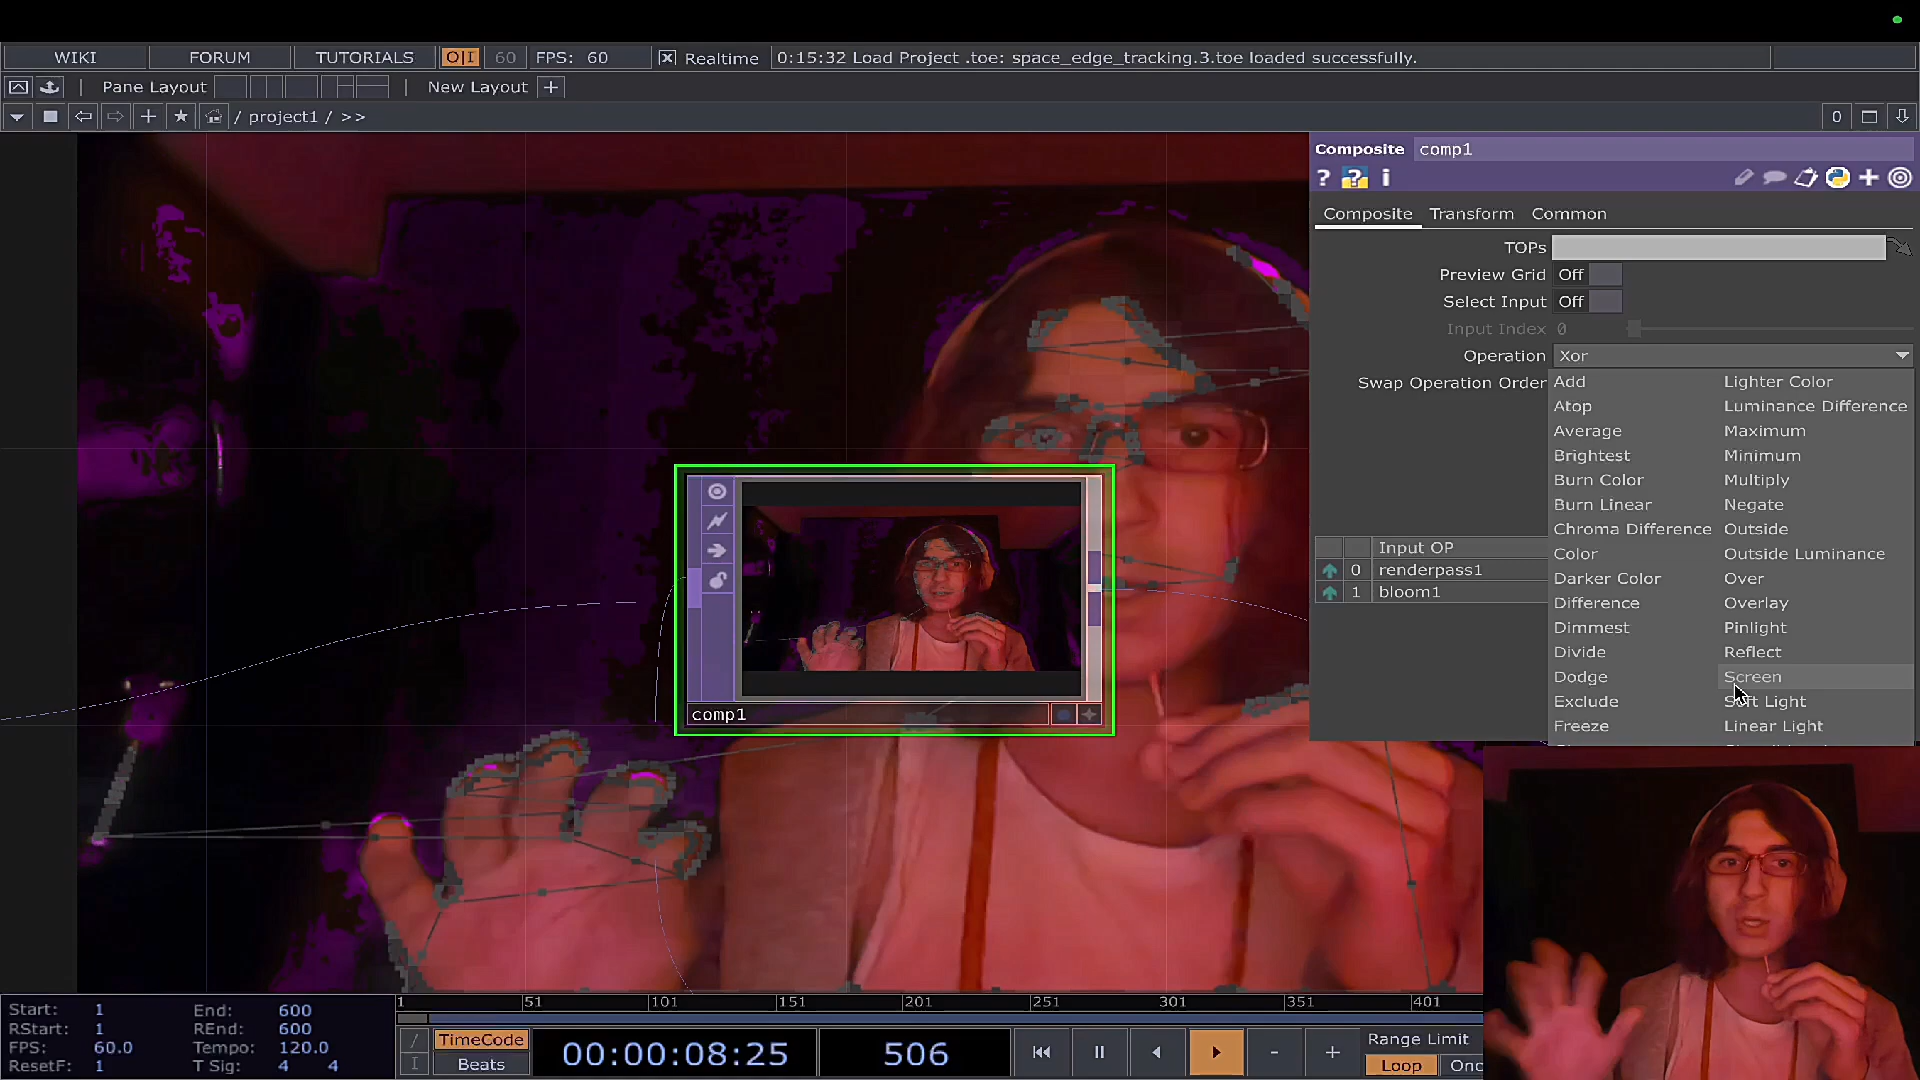 WIKI FORUM TUTORIALS O|I 60 FPS: 60 Realtime 0:15:32 Load Project .toe: space_edge_tracking.3.toe loaded successfully.
Pane Layout New Layout
/ project1 / >> 0
Composite comp1
? ? i
Composite Transform Common
TOPs
Preview Grid Off
Select Input Off
Input Index 0
Operation Xor
Swap Operation Order
Add Lighter Color
Atop Luminance Difference
Average Maximum
Brightest Minimum
Burn Color Multiply
Burn Linear Negate
Chroma Difference Outside
Color Outside Luminance
Darker Color Over
Difference Overlay
Dimmest Pinlight
Divide Reflect
Dodge Screen
Exclude Soft Light
Freeze Linear Light
Input OP
0 renderpass1
1 bloom1
comp1
1 51 101 151 201 251 301 351 401
Start: 1 End: 600
RStart: 1 REnd: 600
FPS: 60.0 Tempo: 120.0
ResetF: 1 T Sig: 4 4
TimeCode
Beats
00:00:08:25 506
Range Limit
Loop Onc